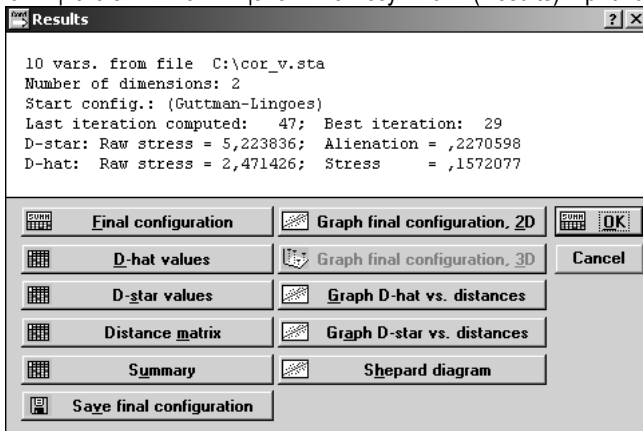 Results
10 vars. from file C:\cor_v.sta
Number of dimensions: 2
Start config.: (Guttman-Lingoes)
Last iteration computed: 47; Best iteration: 29
D-star: Raw stress = 5,223836; Alienation = ,2270598
D-hat: Raw stress = 2,471426; Stress = ,1572077
Final configuration
Graph final configuration, 2D
OK
D-hat values
Graph final configuration, 3D
Cancel
D-star values
Graph D-hat vs. distances
Distance matrix
Graph D-star vs. distances
Summary
Shepard diagram
Save final configuration